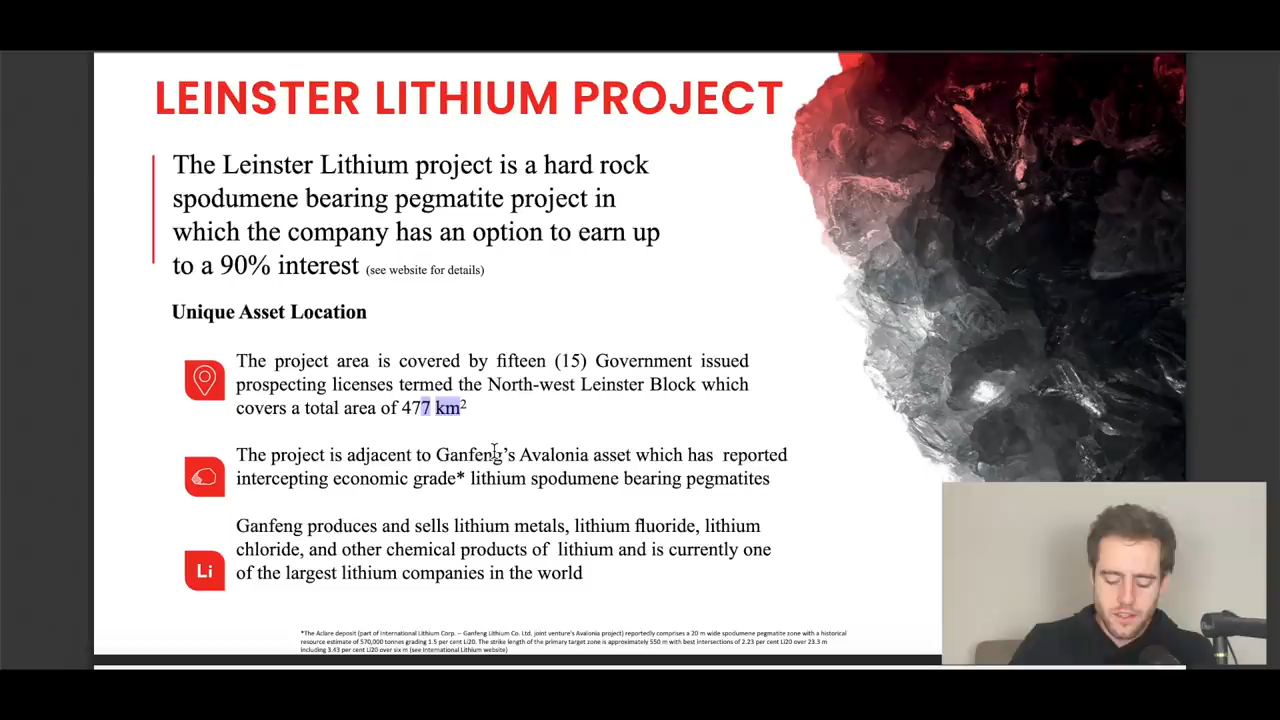 LEINSTER LITHIUM PROJECT
The Leinster Lithium project is a hard rock
spodumene bearing pegmatite project in
which the company has an option to earn up
to a 90% interest (see website for details)
Unique Asset Location
The project area is covered by fifteen (15) Government issued
prospecting licenses termed the North-west Leinster Block which
covers a total area of 477 km²
The project is adjacent to Ganfeng's Avalonia asset which has reported
intercepting economic grade* lithium spodumene bearing pegmatites
Ganfeng produces and sells lithium metals, lithium fluoride, lithium
chloride, and other chemical products of lithium and is currently one
Li
of the largest lithium companies in the world
*The Aclare deposit (part of International Lithium Corp. – Ganfeng Lithium Co. Ltd. joint venture's Avalonia project) reportedly comprises a 20 m wide spodumene pegmatite zone with a historical
resource estimate of 570,000 tonnes grading 1.5 per cent Li20. The strike length of the primary target zone is approximately 550 m with best intersections of 2.23 per cent Li20 over 23.3 m
including 3.43 per cent Li20 over six m (see International Lithium website)